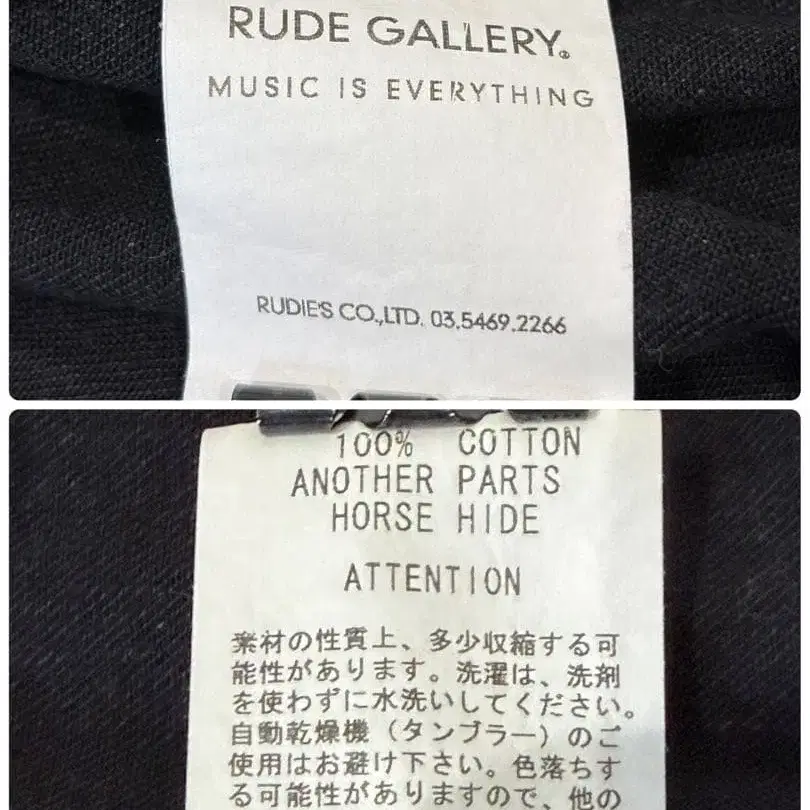 RUDE GALLERY®
MUSIC IS EVERYTHING
RUDIE'S CO.,LTD. 03.5469.2266
100% COTTON
ANOTHER PARTS
HORSE HIDE
ATTENTION
素材の性質上、多少収縮する可
能性があります。洗濯は、洗剤
を使わずに水洗いしてください。
自動乾燥機（タンブラー）のご
使用はお避け下さい。色落ちす
る可能性がありますので、他の